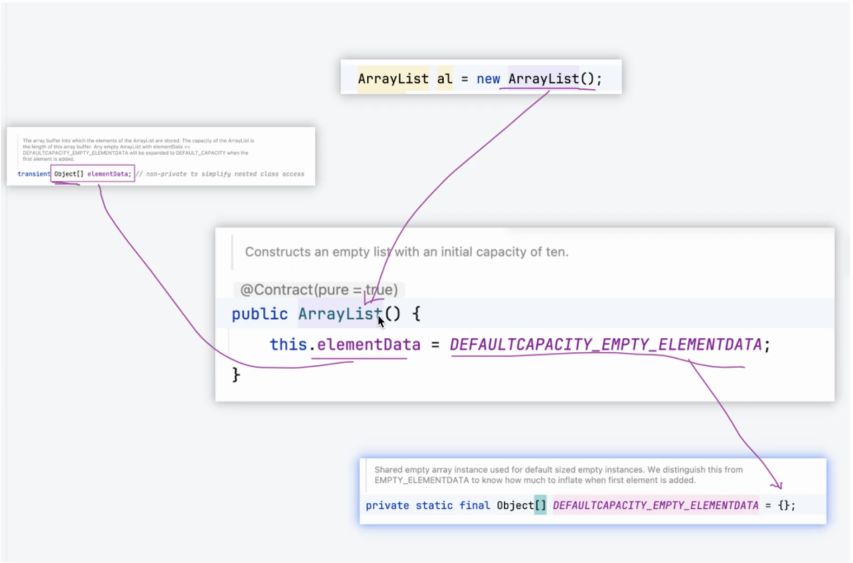 ArrayList al = new ArrayList();
The array buffer into which the elements of the ArrayList are stored. The capacity of the ArrayList is
the length of this array buffer. Any empty ArrayList with elementData ==
DEFAULTCAPACITY_EMPTY_ELEMENTDATA will be expanded to DEFAULT_CAPACITY when the
first element is added.
transient Object[] elementData; // non-private to simplify nested class access
Constructs an empty list with an initial capacity of ten.
@Contract(pure = true)
public ArrayList() {
this.elementData = DEFAULTCAPACITY_EMPTY_ELEMENTDATA;
}
Shared empty array instance used for default sized empty instances. We distinguish this from
EMPTY_ELEMENTDATA to know how much to inflate when first element is added.
private static final Object[] DEFAULTCAPACITY_EMPTY_ELEMENTDATA = {};